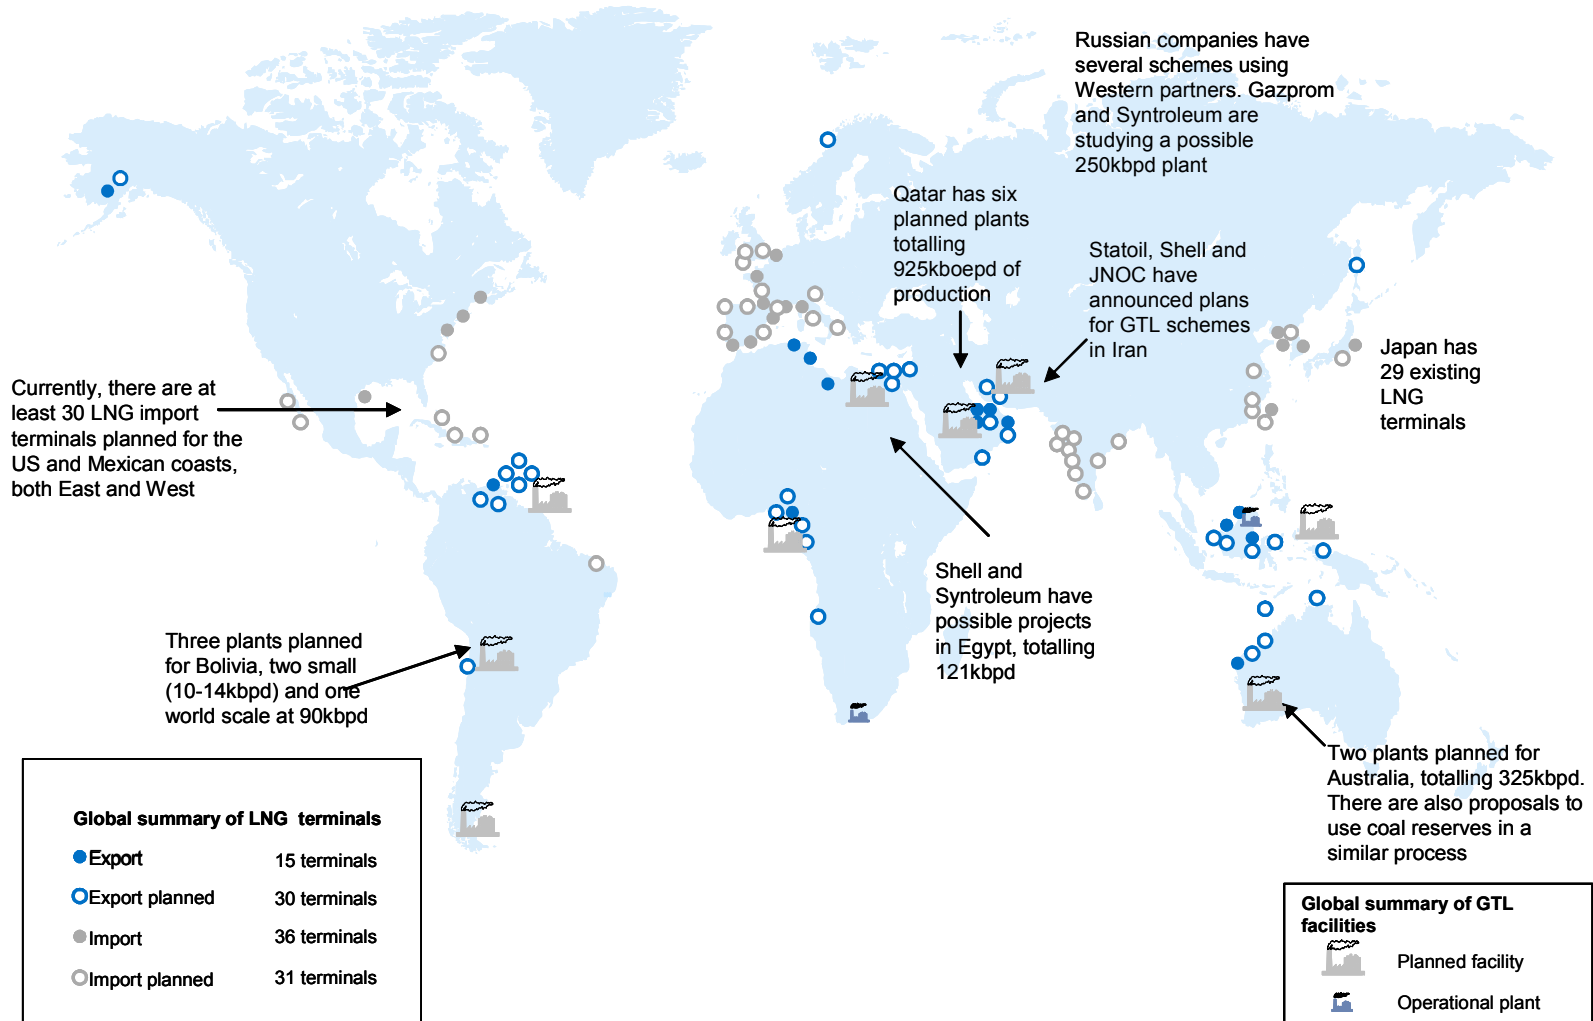 Russian companies have
several schemes using
Western partners. Gazprom
and Syntroleum are
studying a possible
250kbpd plant
Qatar has six
planned plants
totalling
925kboepd of
production
Statoil, Shell and
JNOC have
announced plans
for GTL schemes
in Iran
Japan has
29 existing
LNG
terminals
Currently, there are at
least 30 LNG import
terminals planned for the
US and Mexican coasts,
both East and West
Shell and
Syntroleum have
possible projects
in Egypt, totalling
121kbpd
Three plants planned
for Bolivia, two small
(10-14kbpd) and one
world scale at 90kbpd
Two plants planned for
Australia, totalling 325kbpd.
There are also proposals to
use coal reserves in a
similar process
Global summary of LNG terminals
Export 15 terminals
Export planned 30 terminals
Import 36 terminals
Import planned 31 terminals
Global summary of GTL
facilities
Planned facility
Operational plant